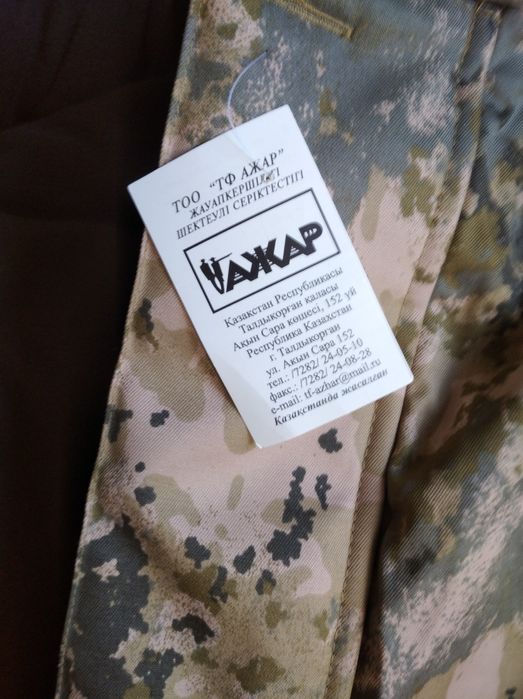 ТОО "ТФ АЖАР"
ЖАУАПКЕРШІЛІГІ
ШЕКТЕУЛІ СЕРІКТЕСТІГІ
АЖАР
Қазақстан Республикасы
Талдықорған қаласы
Ақын Сара көшесі, 152 үй
Республика Казахстан
г. Талдыкорган
ул. Акын Сара 152
тел.: /7282/ 24-05-10
факс.: /7282/ 24-08-28
e-mail: tf-azhar@mail.ru
Қазақстанда жасалған